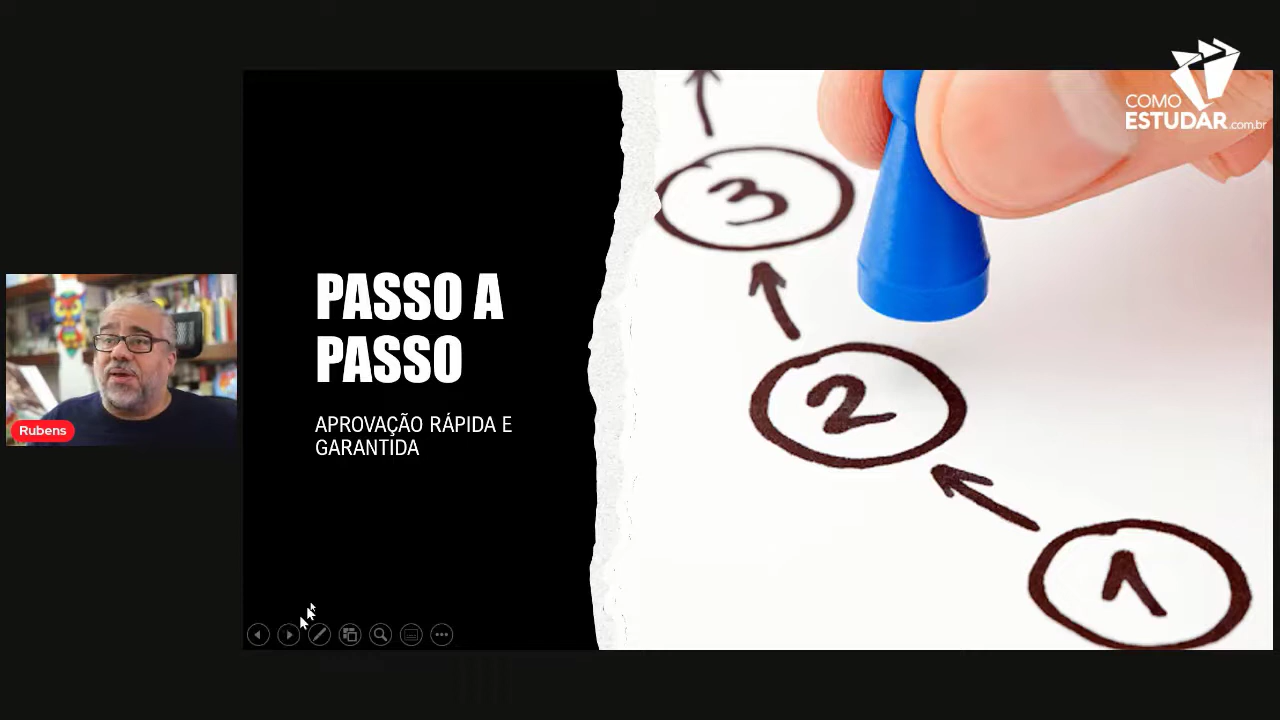 COMO
ESTUDAR.com.br
PASSO A
PASSO
APROVAÇÃO RÁPIDA E
GARANTIDA
Rubens
3
2
1